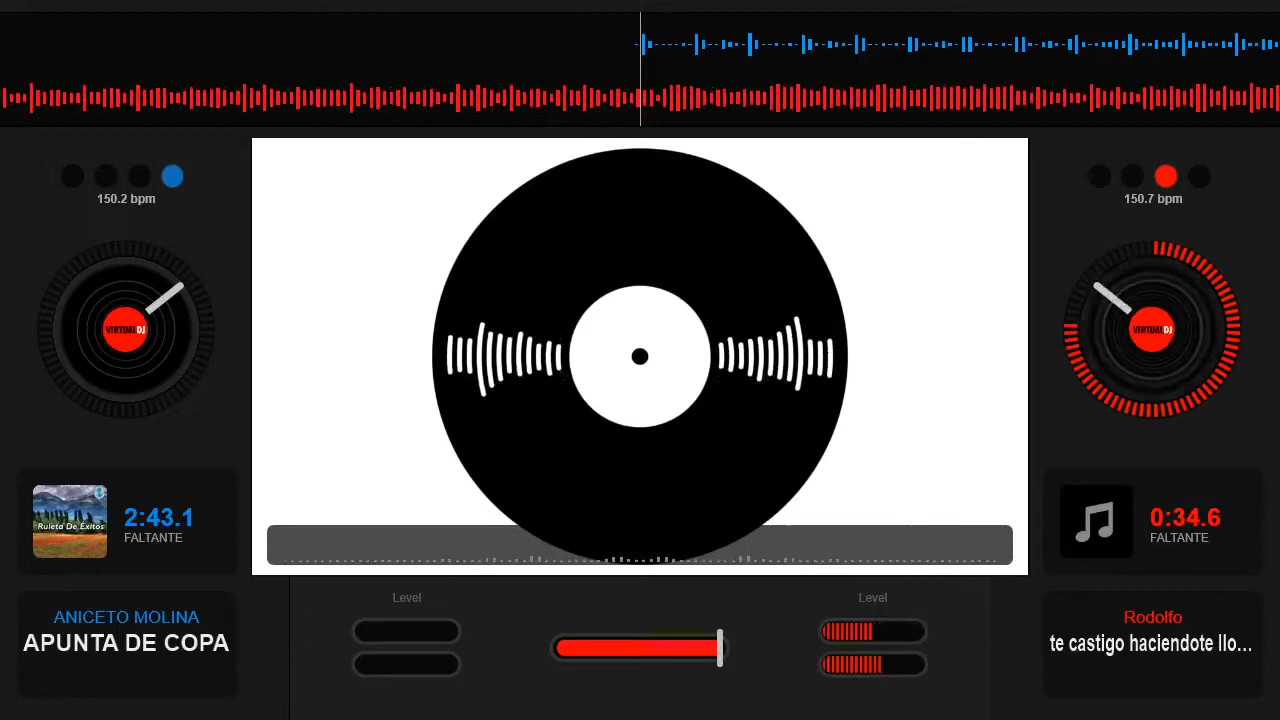 150.2 bpm
150.7 bpm
VIRTUALDJ
VIRTUALDJ
Ruleta De Exitos
2:43.1
FALTANTE
0:34.6
FALTANTE
ANICETO MOLINA
APUNTA DE COPA
Level
Level
Rodolfo
te castigo haciendote llo...